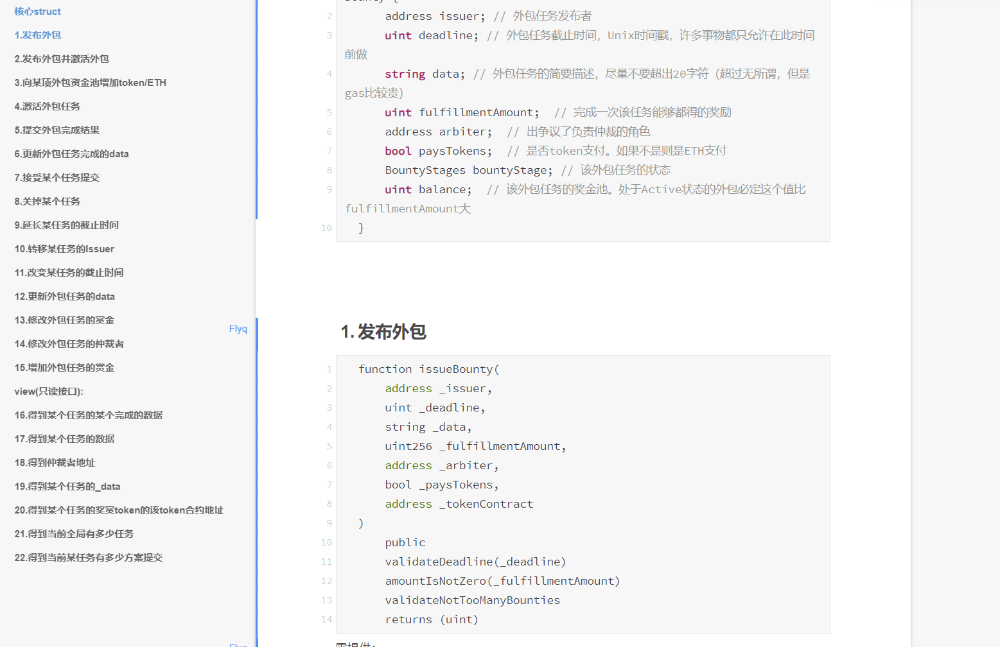 核心struct
1.发布外包
2.发布外包并激活外包
3.向某项外包资金池增加token/ETH
4.激活外包任务
5.提交外包完成结果
6.更新外包任务完成的data
7.接受某个任务提交
8.关掉某个任务
9.延长某任务的截止时间
10.转移某任务的Issuer
11.改变某任务的截止时间
12.更新外包任务的data
13.修改外包任务的赏金
14.修改外包任务的仲裁者
15.增加外包任务的赏金
view(只读接口):
16.得到某个任务的某个完成的数据
17.得到某个任务的数据
18.得到仲裁者地址
19.得到某个任务的_data
20.得到某个任务的奖赏token的该token合约地址
21.得到当前全局有多少任务
22.得到当前某任务有多少方案提交
Flyq
2 address issuer; // 外包任务发布者
3 uint deadline; // 外包任务截止时间，Unix时间戳，许多事物都只允许在此时间
前做
4 string data; // 外包任务的简要描述，尽量不要超出20字符（超过无所谓，但是
gas比较贵）
5 uint fulfillmentAmount;  // 完成一次该任务能够都得的奖励
6 address arbiter;  // 出争议了负责仲裁的角色
7 bool paysTokens;  // 是否token支付。如果不是则是ETH支付
8 BountyStages bountyStage; // 该外包任务的状态
9 uint balance;  // 该外包任务的奖金池。处于Active状态的外包必定这个值比
fulfillmentAmount大
10 }
1. 发布外包
1 function issueBounty(
2 address _issuer,
3 uint _deadline,
4 string _data,
5 uint256 _fulfillmentAmount,
6 address _arbiter,
7 bool _paysTokens,
8 address _tokenContract
9 )
10 public
11 validateDeadline(_deadline)
12 amountIsNotZero(_fulfillmentAmount)
13 validateNotTooManyBounties
14 returns (uint)